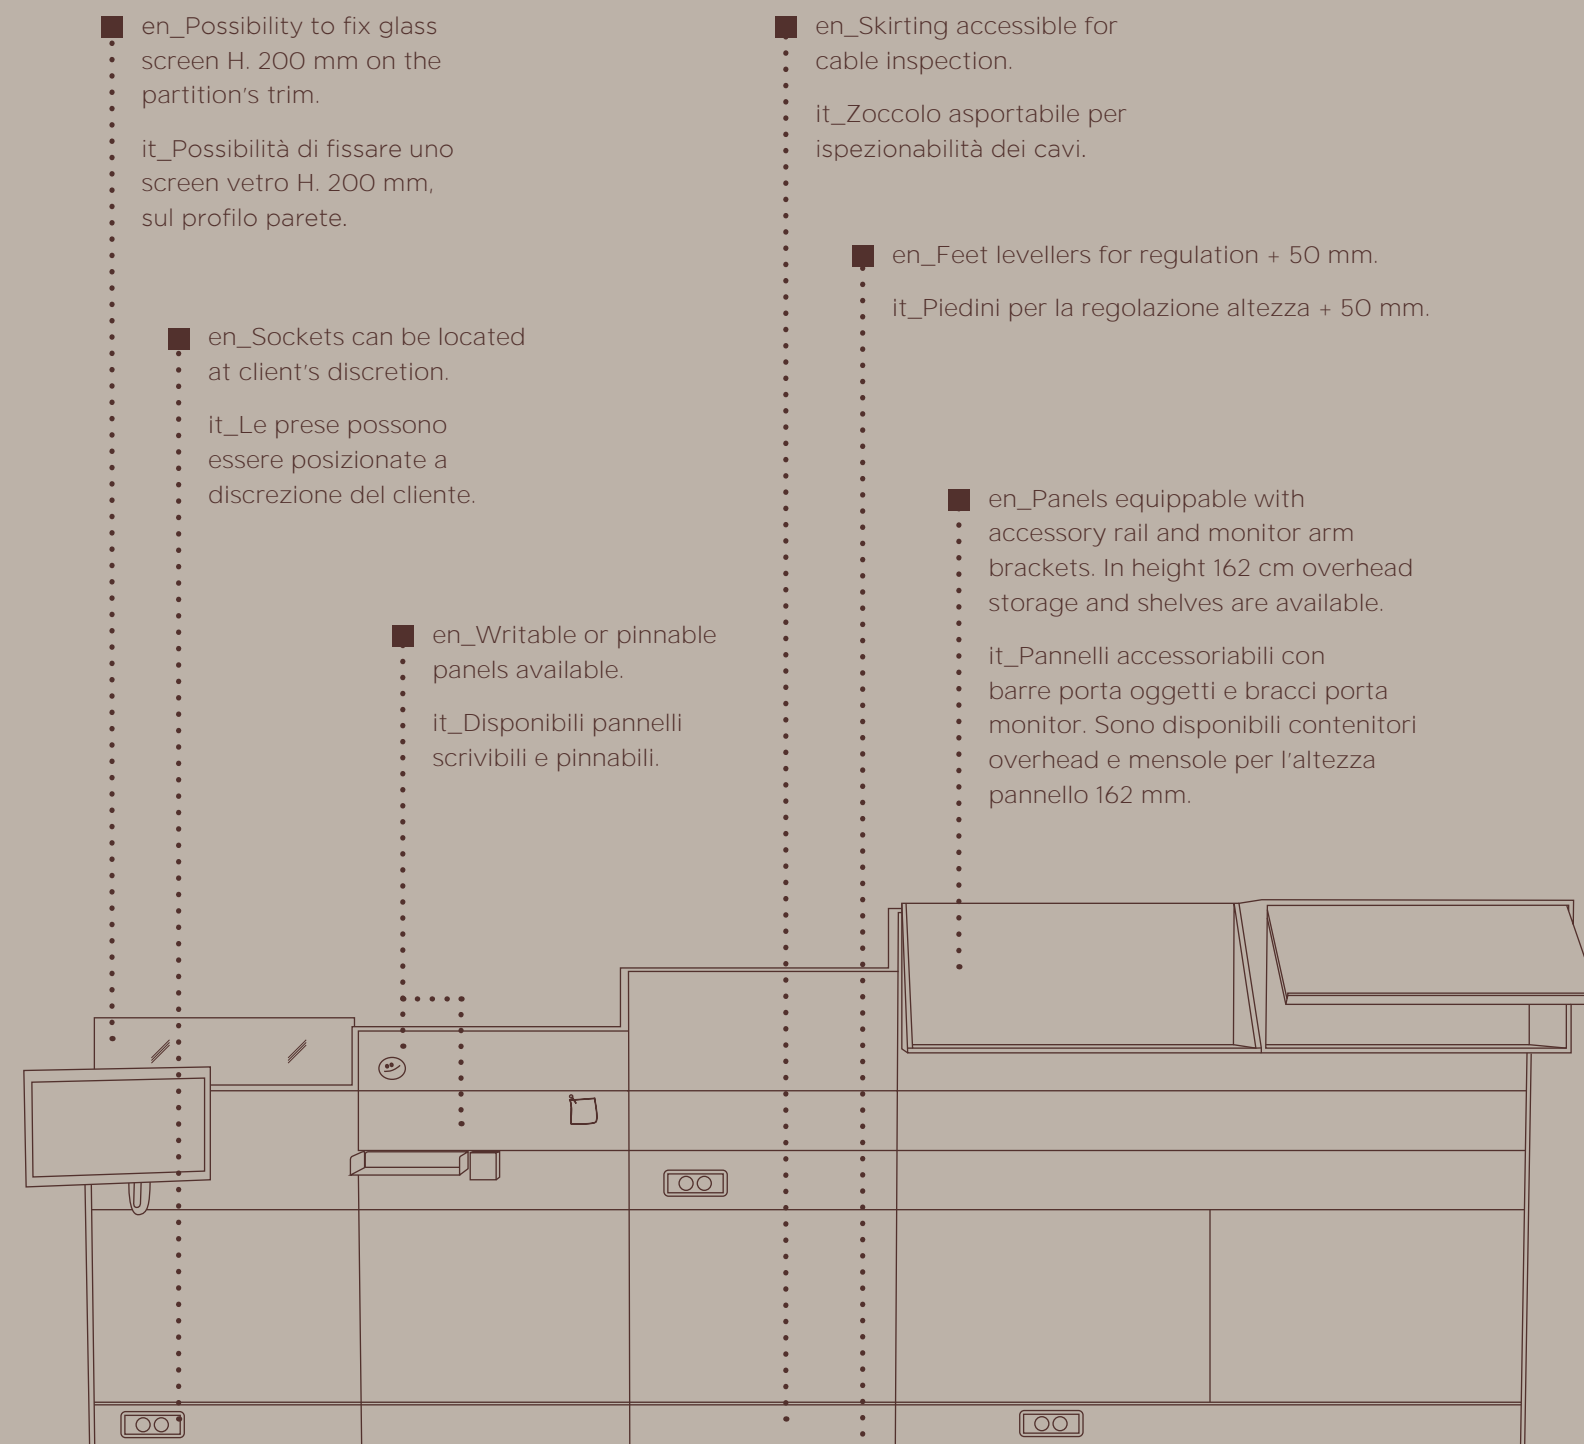 en_Possibility to fix glass
screen H. 200 mm on the
partition's trim.
it_Possibilità di fissare uno
screen vetro H. 200 mm,
sul profilo parete.
en_Sockets can be located
at client's discretion.
it_Le prese possono
essere posizionate a
discrezione del cliente.
en_Writable or pinnable
panels available.
it_Disponibili pannelli
scrivibili e pinnabili.
en_Skirting accessible for
cable inspection.
it_Zoccolo asportabile per
ispezionabilità dei cavi.
en_Feet levellers for regulation + 50 mm.
it_Piedini per la regolazione altezza + 50 mm.
en_Panels equippable with
accessory rail and monitor arm
brackets. In height 162 cm overhead
storage and shelves are available.
it_Pannelli accessoriabili con
barre porta oggetti e bracci porta
monitor. Sono disponibili contenitori
overhead e mensole per l'altezza
pannello 162 mm.